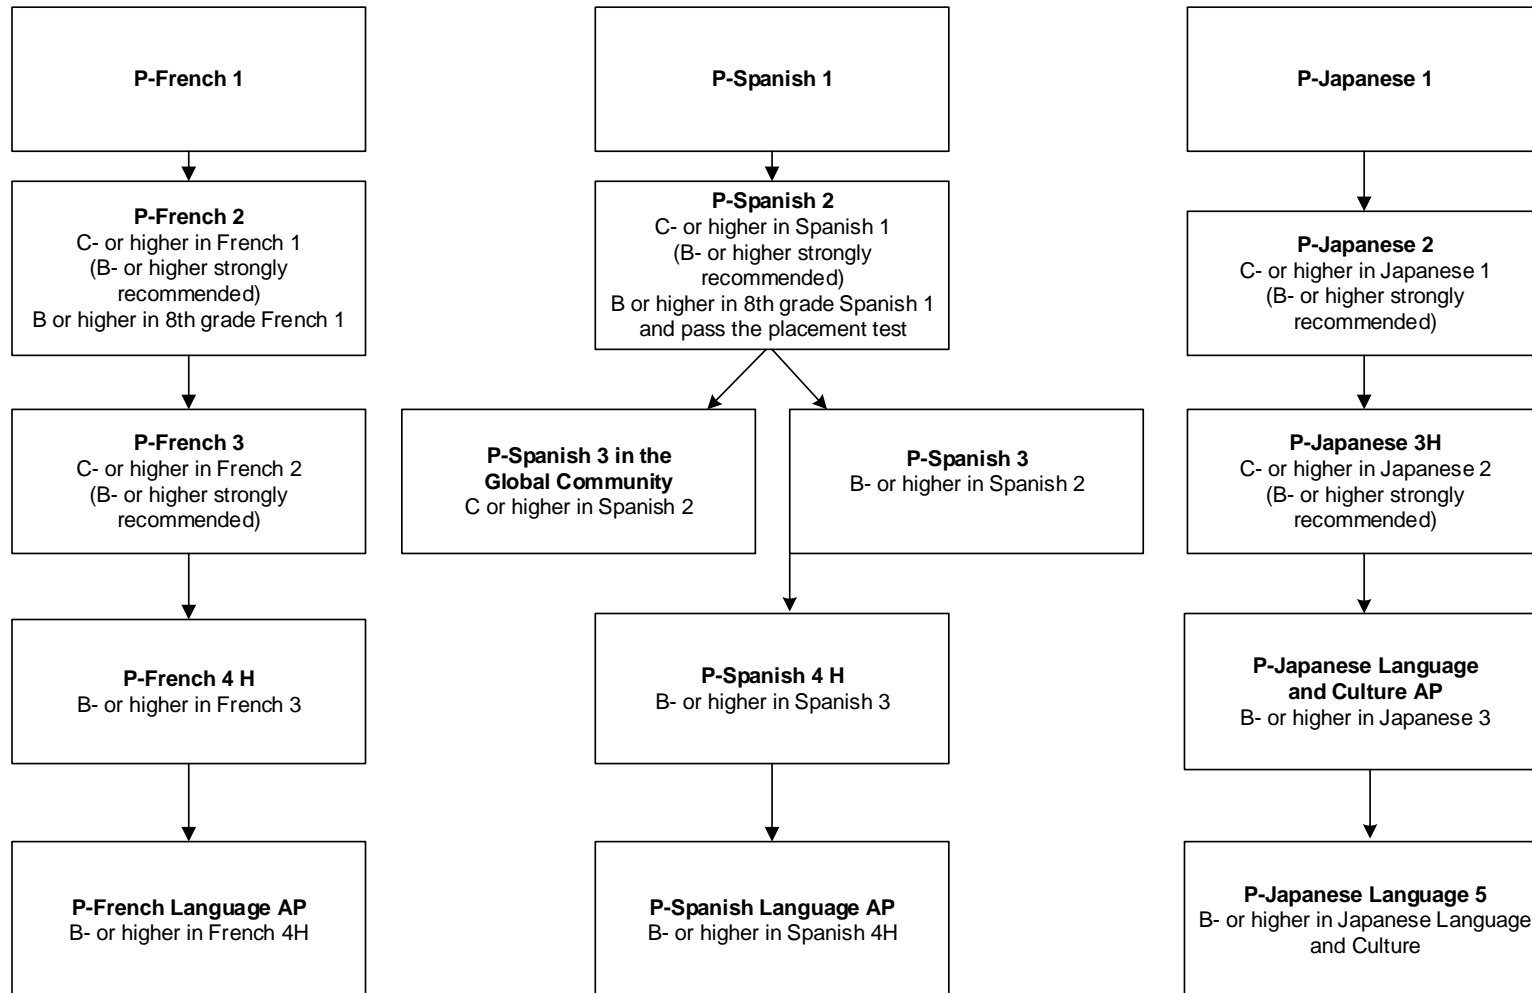 P-French 1
P-Spanish 1
P-Japanese 1
P-French 2
C- or higher in French 1
(B- or higher strongly
recommended)
B or higher in 8th grade French 1
P-Spanish 2
C- or higher in Spanish 1
(B- or higher strongly
recommended)
B or higher in 8th grade Spanish 1
and pass the placement test
P-Japanese 2
C- or higher in Japanese 1
(B- or higher strongly
recommended)
P-French 3
C- or higher in French 2
(B- or higher strongly
recommended)
P-Spanish 3 in the
Global Community
C or higher in Spanish 2
P-Spanish 3
B- or higher in Spanish 2
P-Japanese 3H
C- or higher in Japanese 2
(B- or higher strongly
recommended)
P-French 4 H
B- or higher in French 3
P-Spanish 4 H
B- or higher in Spanish 3
P-Japanese Language
and Culture AP
B- or higher in Japanese 3
P-French Language AP
B- or higher in French 4H
P-Spanish Language AP
B- or higher in Spanish 4H
P-Japanese Language 5
B- or higher in Japanese Language
and Culture